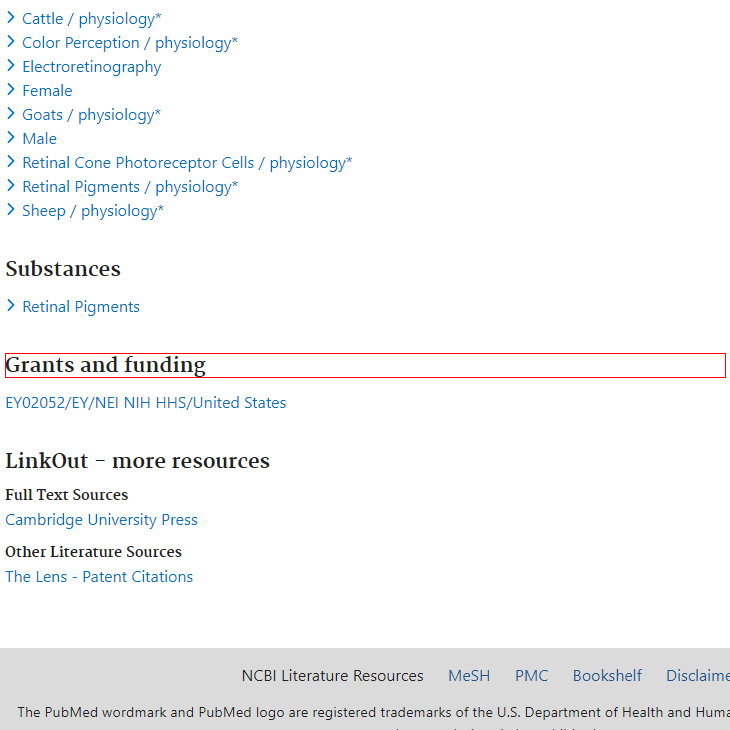 Cattle / physiology*
Color Perception / physiology*
Electroretinography
Female
Goats / physiology*
Male
Retinal Cone Photoreceptor Cells / physiology*
Retinal Pigments / physiology*
Sheep / physiology*
Substances
Retinal Pigments
Grants and funding
EY02052/EY/NEI NIH HHS/United States
LinkOut - more resources
Full Text Sources
Cambridge University Press
Other Literature Sources
The Lens - Patent Citations
NCBI Literature Resources MeSH PMC Bookshelf Disclaime
The PubMed wordmark and PubMed logo are registered trademarks of the U.S. Department of Health and Huma